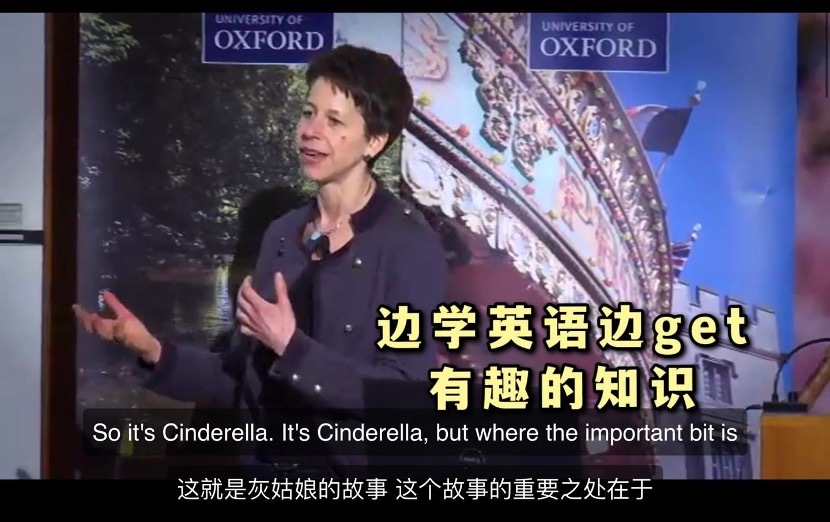 UNIVERSITY OF
OXFORD
UNIVERSITY OF
OXFORD
边学英语边get
有趣的知识
So it's Cinderella. It's Cinderella, but where the important bit is
这就是灰姑娘的故事 这个故事的重要之处在于